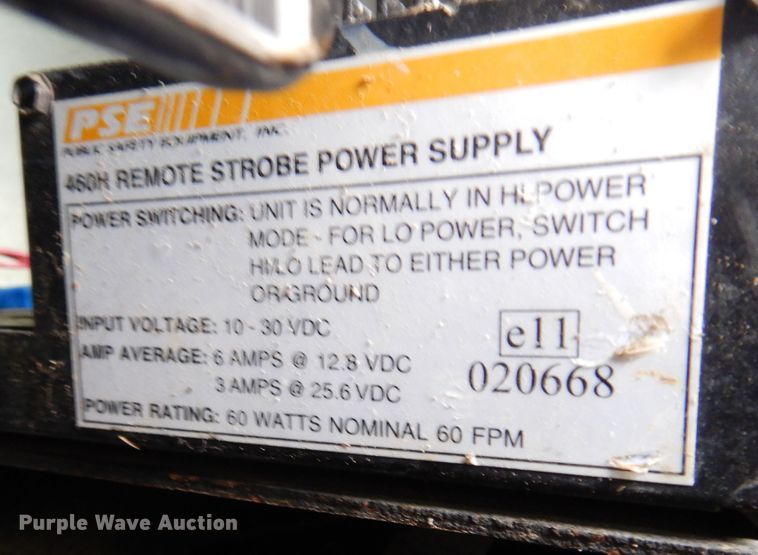 PSE
PUBLIC SAFETY EQUIPMENT, INC.
460H REMOTE STROBE POWER SUPPLY
POWER SWITCHING: UNIT IS NORMALLY IN HI-POWER
MODE - FOR LO POWER, SWITCH
HI/LO LEAD TO EITHER POWER
OR GROUND
INPUT VOLTAGE: 10 - 30 VDC
AMP AVERAGE: 6 AMPS @ 12.8 VDC
3 AMPS @ 25.6 VDC
POWER RATING: 60 WATTS NOMINAL 60 FPM
e11
020668
Purple Wave Auction